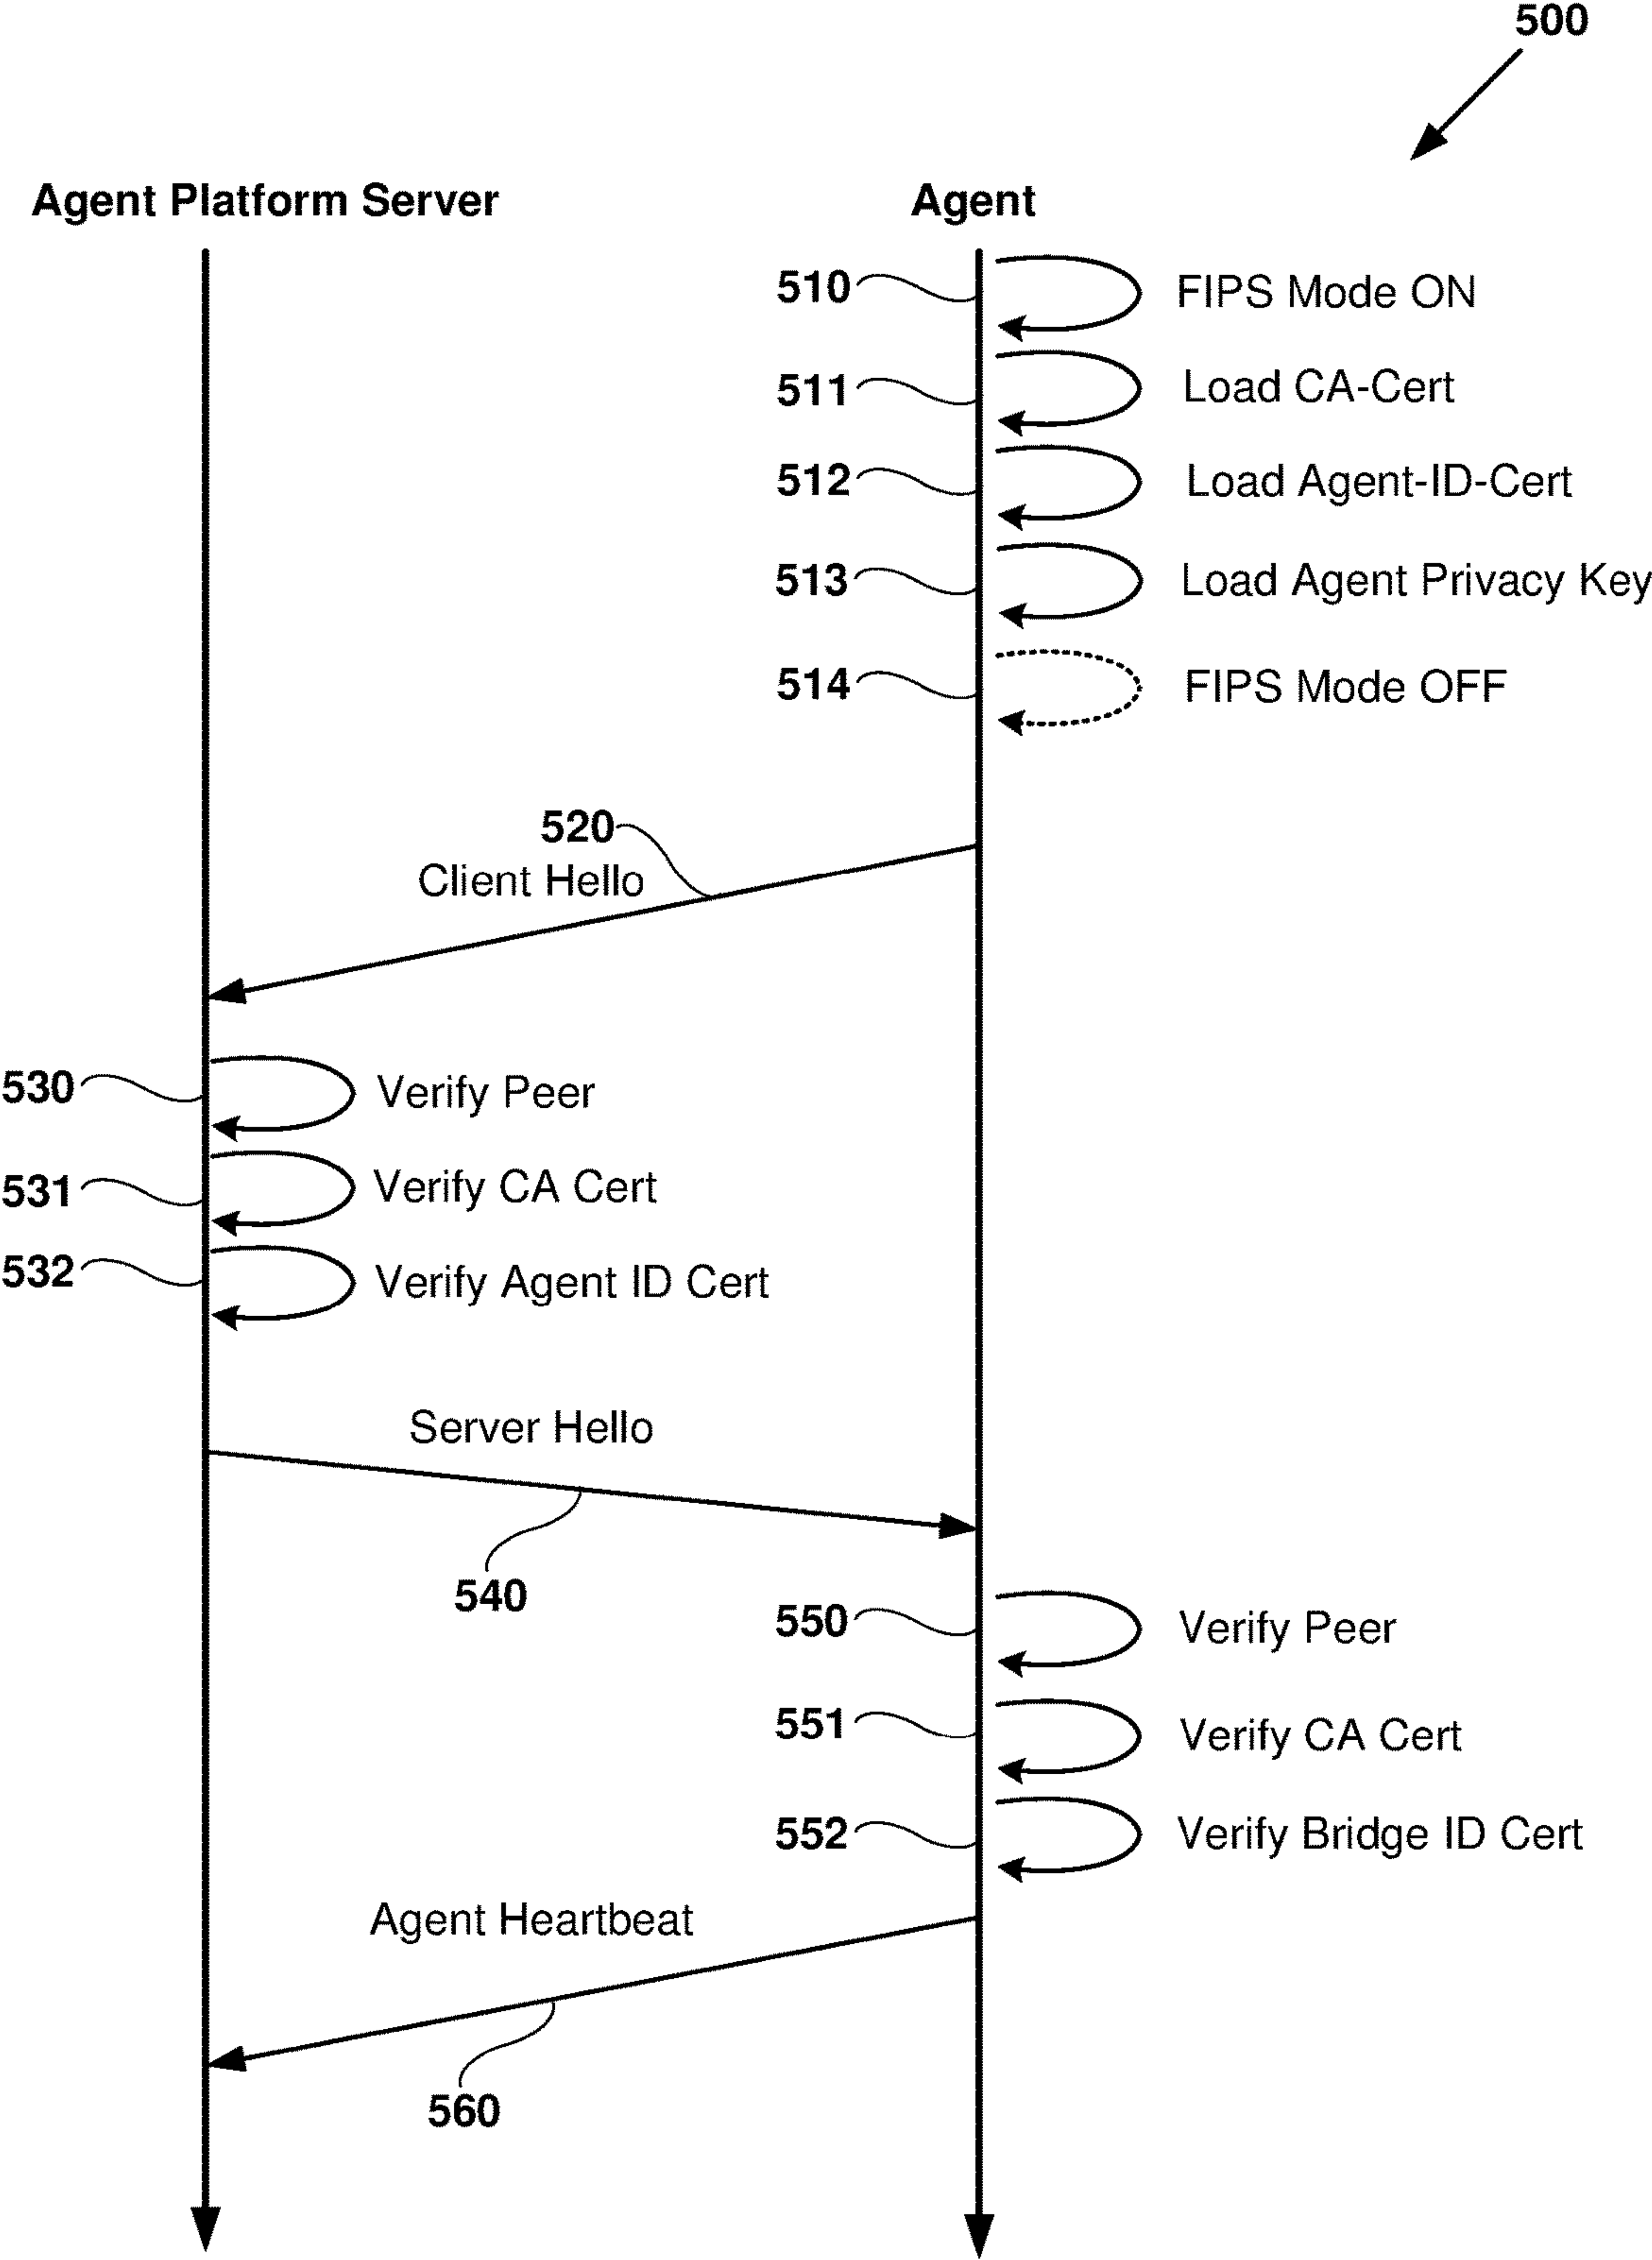 500
Agent Platform Server
Agent
510
FIPS Mode ON
511
Load CA-Cert
512
Load Agent-ID-Cert
513
Load Agent Privacy Key
514
FIPS Mode OFF
520
Client Hello
530
Verify Peer
531
Verify CA Cert
532
Verify Agent ID Cert
Server Hello
540
550
Verify Peer
551
Verify CA Cert
552
Verify Bridge ID Cert
Agent Heartbeat
560